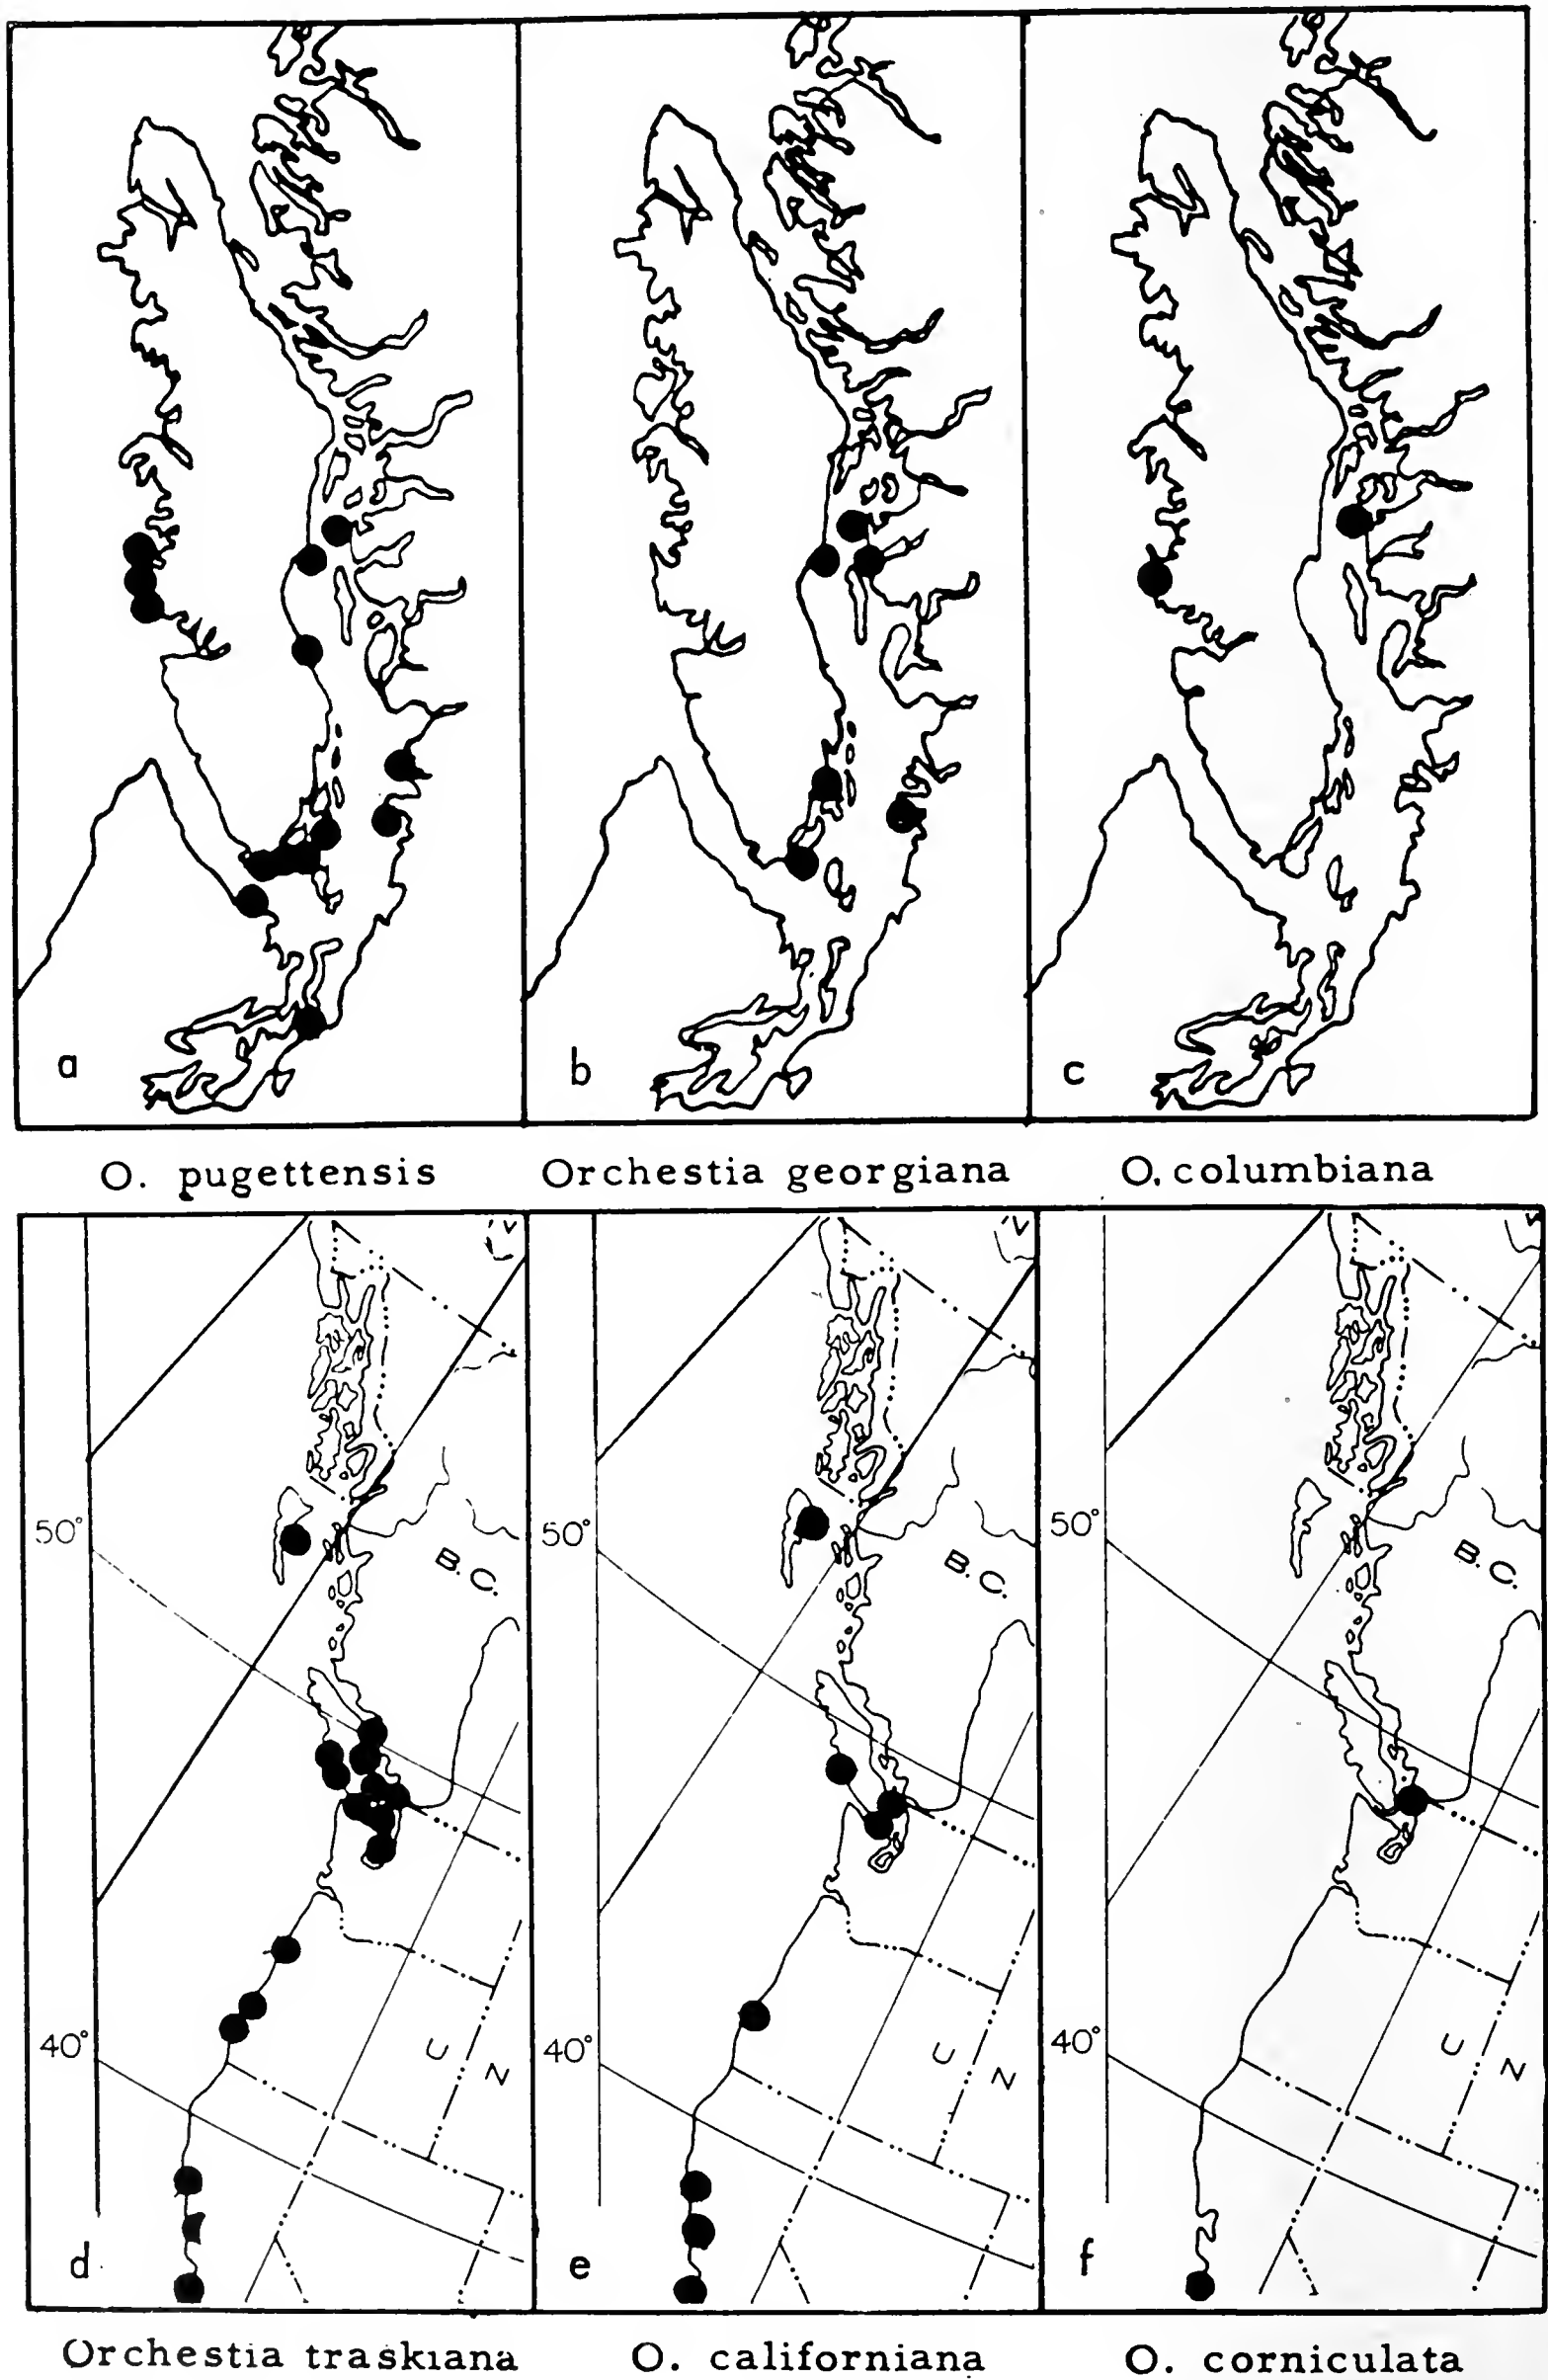 a b c
O. pugettensis Orchestia georgiana O. columbiana
50° 50° 50°
B.C. B.C. B.C.
40° 40° 40°
U N U N U N
d e f
Orchestia traskiana O. californiana O. corniculata